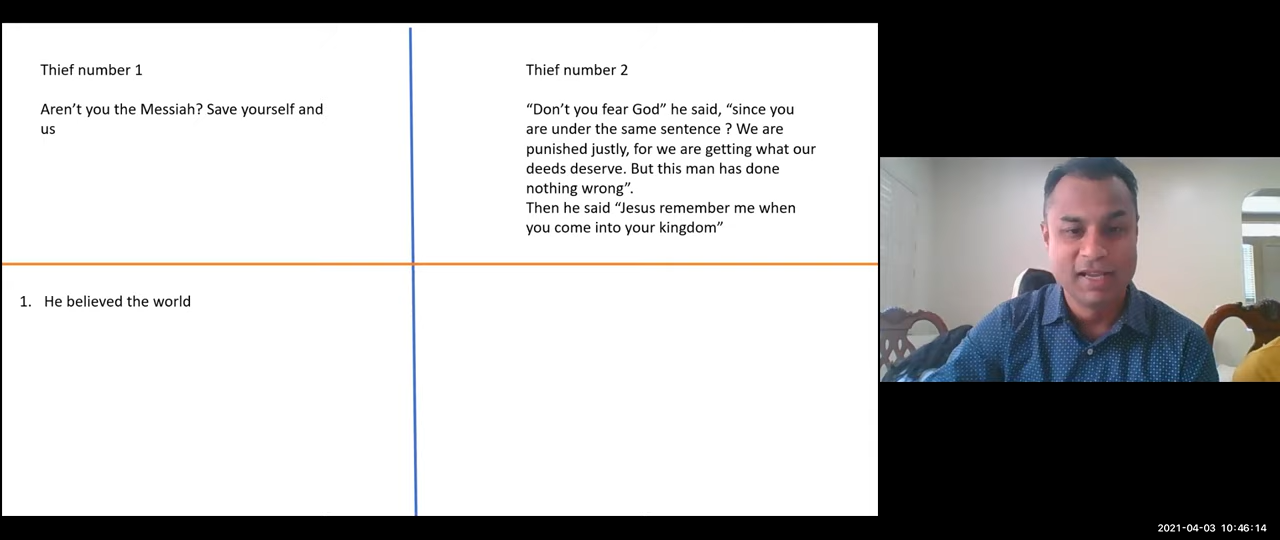 Thief number 1
Aren’t you the Messiah? Save yourself and
us
Thief number 2
“Don’t you fear God” he said, “since you
are under the same sentence ? We are
punished justly, for we are getting what our
deeds deserve. But this man has done
nothing wrong”.
Then he said “Jesus remember me when
you come into your kingdom”
1. He believed the world
2021-04-03 10:46:14